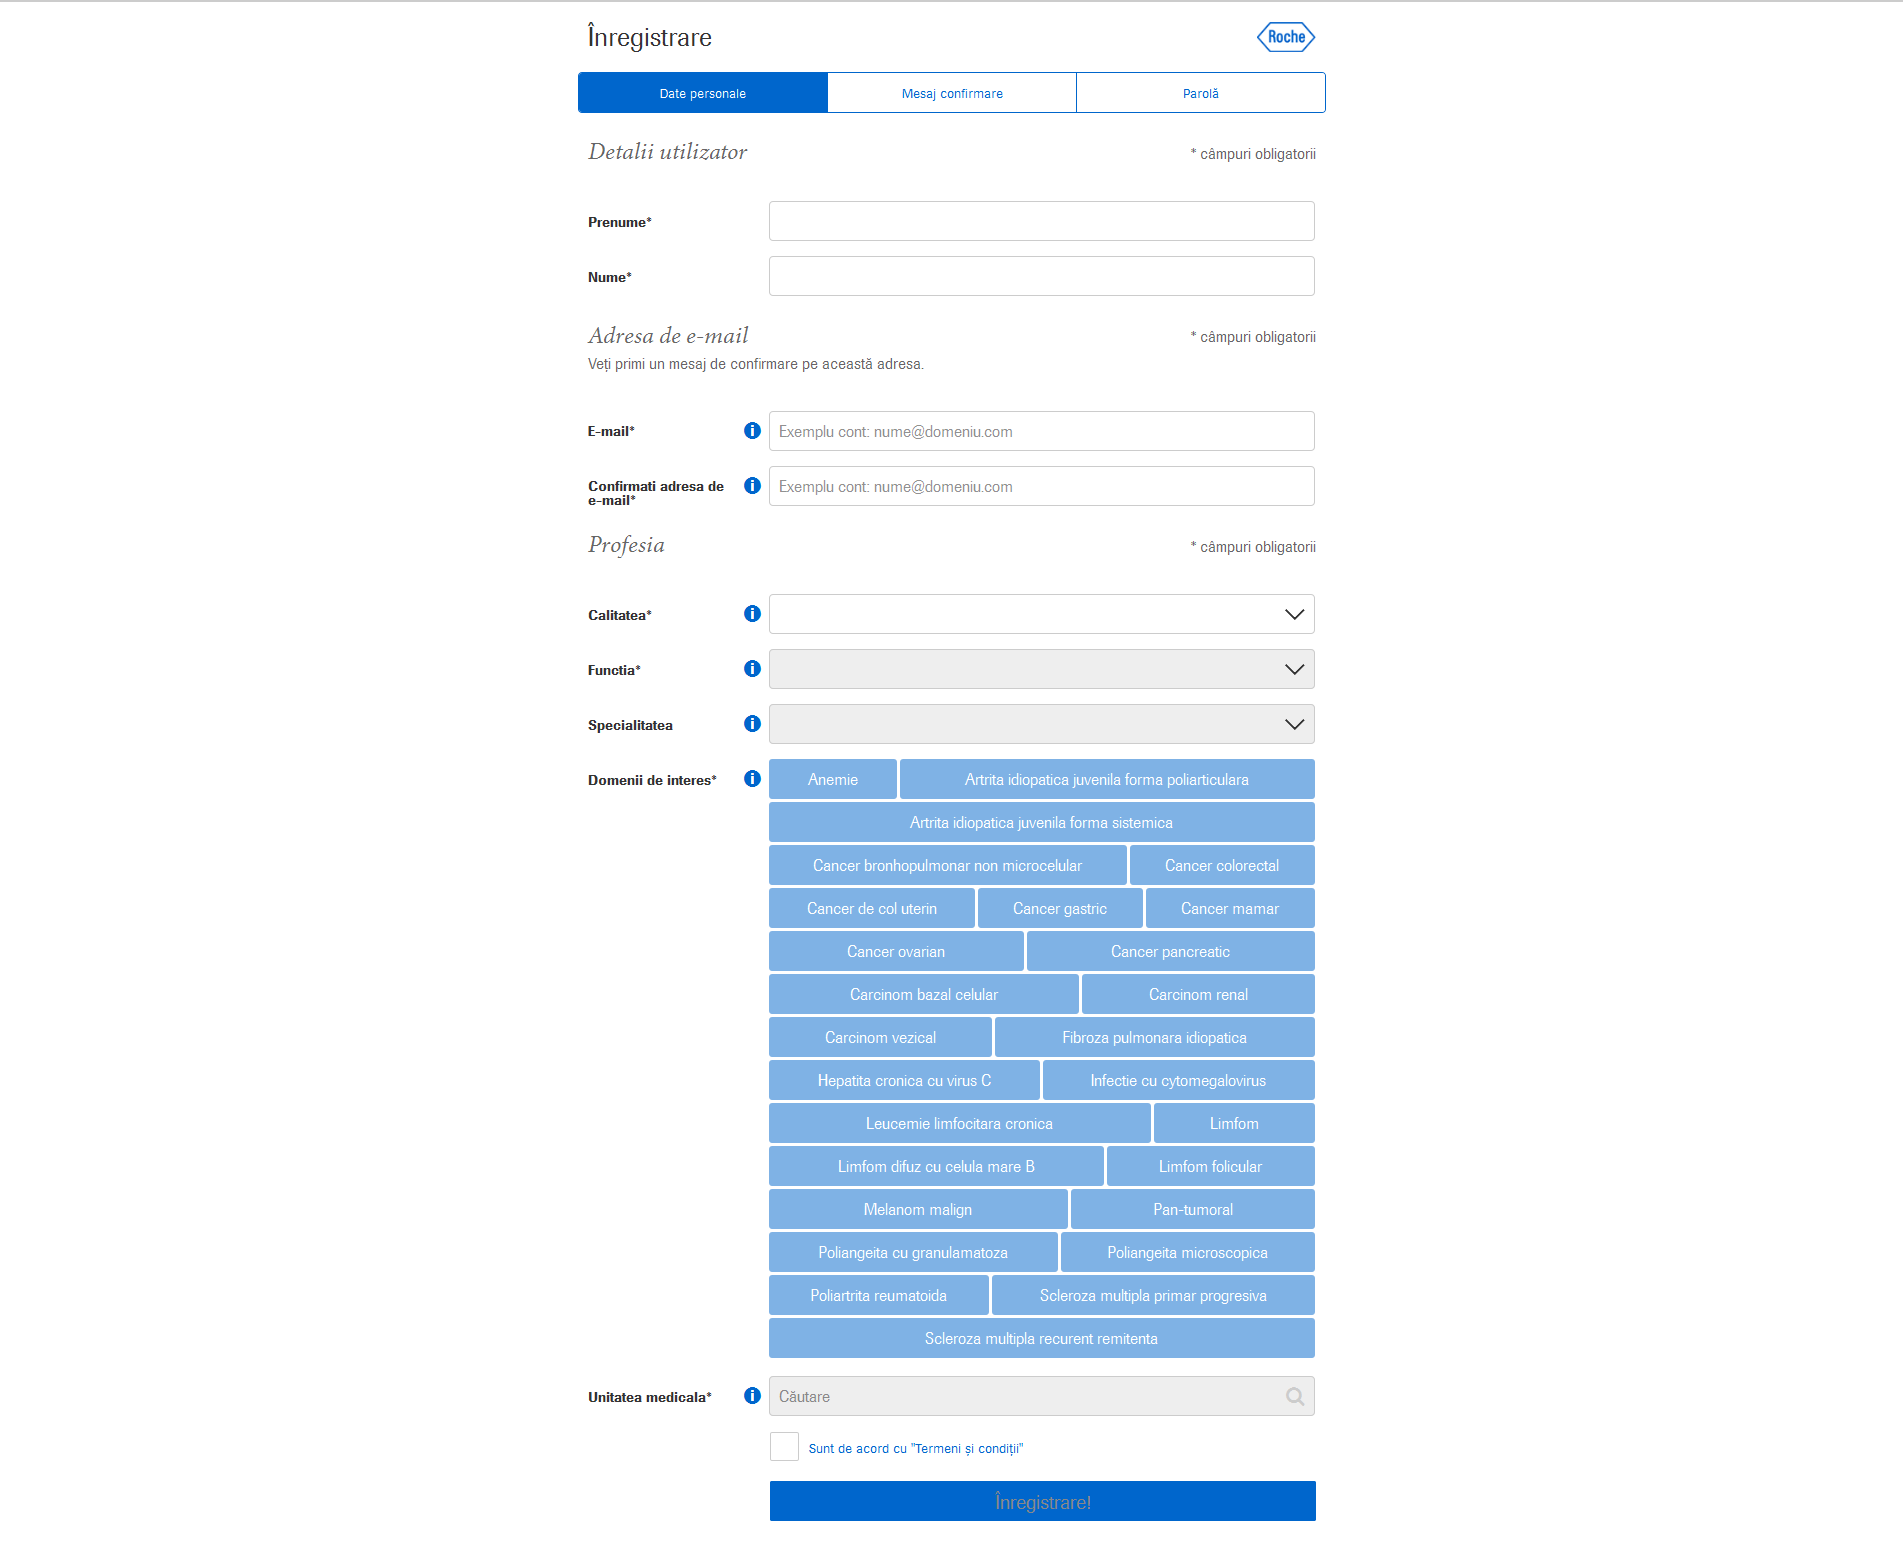 Înregistrare
Roche
Date personale
Mesaj confirmare
Parolă
Detalii utilizator
* câmpuri obligatorii
Prenume*
Nume*
Adresa de e-mail
* câmpuri obligatorii
Veți primi un mesaj de confirmare pe această adresa.
E-mail*
Exemplu cont: nume@domeniu.com
Confirmati adresa de
e-mail*
Exemplu cont: nume@domeniu.com
Profesia
* câmpuri obligatorii
Calitatea*
Functia*
Specialitatea
Domenii de interes*
Anemie
Artrita idiopatica juvenila forma poliarticulara
Artrita idiopatica juvenila forma sistemica
Cancer bronhopulmonar non microcelular
Cancer colorectal
Cancer de col uterin
Cancer gastric
Cancer mamar
Cancer ovarian
Cancer pancreatic
Carcinom bazal celular
Carcinom renal
Carcinom vezical
Fibroza pulmonara idiopatica
Hepatita cronica cu virus C
Infectie cu cytomegalovirus
Leucemie limfocitara cronica
Limfom
Limfom difuz cu celula mare B
Limfom folicular
Melanom malign
Pan-tumoral
Poliangeita cu granulamatoza
Poliangeita microscopica
Poliartrita reumatoida
Scleroza multipla primar progresiva
Scleroza multipla recurent remitenta
Unitatea medicala*
Căutare
Sunt de acord cu "Termeni și condiții"
Înregistrare!